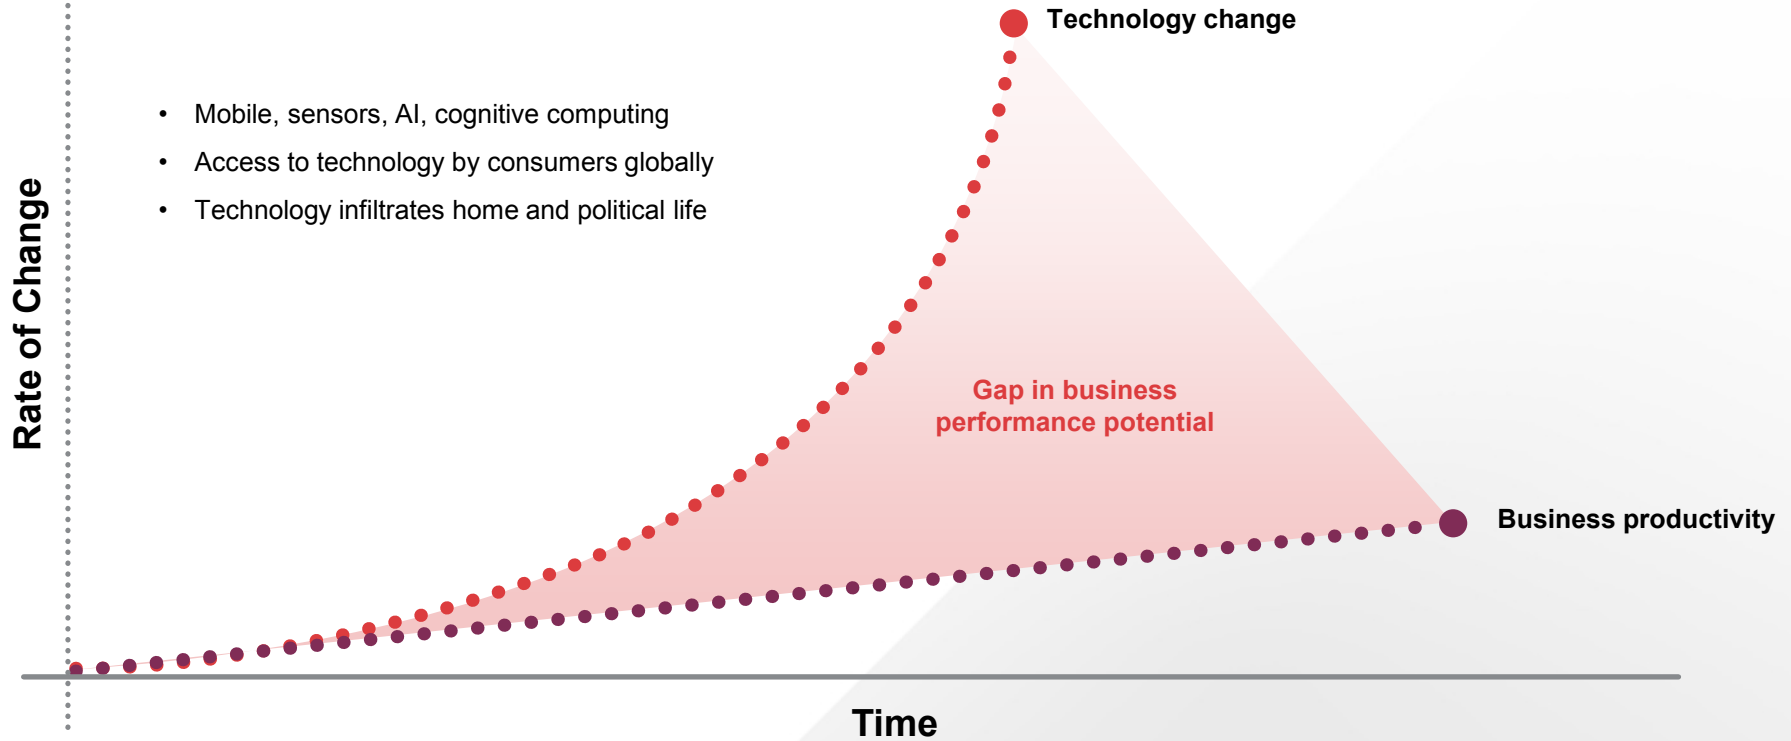 Technology change
• Mobile, sensors, AI, cognitive computing
• Access to technology by consumers globally
• Technology infiltrates home and political life
Rate of Change
Gap in business
performance potential
Business productivity
Time